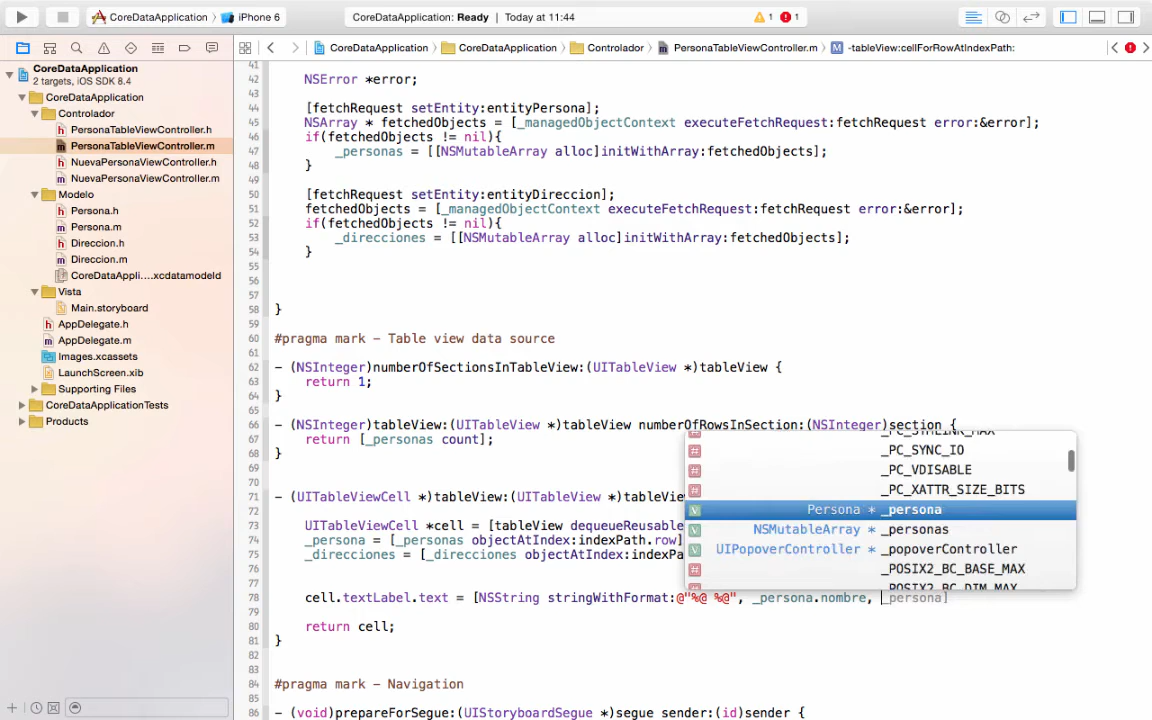 CoreDataApplication
iPhone 6
CoreDataApplication: Ready
Today at 11:44
1
1
CoreDataApplication
CoreDataApplication
Controlador
PersonaTableViewController.m
-tableView:cellForRowAtIndexPath:
CoreDataApplication
2 targets, iOS SDK 8.4
CoreDataApplication
Controlador
PersonaTableViewController.h
PersonaTableViewController.m
NuevaPersonaViewController.h
NuevaPersonaViewController.m
Modelo
Persona.h
Persona.m
Direccion.h
Direccion.m
CoreDataAppli....xcdatamodeld
Vista
Main.storyboard
AppDelegate.h
AppDelegate.m
Images.xcassets
LaunchScreen.xib
Supporting Files
CoreDataApplicationTests
Products
41
42 NSError *error;
43
44 [fetchRequest setEntity:entityPersona];
45 NSArray * fetchedObjects = [_managedObjectContext executeFetchRequest:fetchRequest error:&error];
46 if(fetchedObjects != nil){
47 _personas = [[NSMutableArray alloc]initWithArray:fetchedObjects];
48 }
49
50 [fetchRequest setEntity:entityDireccion];
51 fetchedObjects = [_managedObjectContext executeFetchRequest:fetchRequest error:&error];
52 if(fetchedObjects != nil){
53 _direcciones = [[NSMutableArray alloc]initWithArray:fetchedObjects];
54 }
55
56
57
58 }
59
60 #pragma mark - Table view data source
61
62 - (NSInteger)numberOfSectionsInTableView:(UITableView *)tableView {
63 return 1;
64 }
65
66 - (NSInteger)tableView:(UITableView *)tableView numberOfRowsInSection:(NSInteger)section {
67 return [_personas count];
68 }
69
70
71 - (UITableViewCell *)tableView:(UITableView *)tableVie
72
73 UITableViewCell *cell = [tableView dequeueReusable
74 _persona = [_personas objectAtIndex:indexPath.row]
75 _direcciones = [_direcciones objectAtIndex:indexPa
76
77
78 cell.textLabel.text = [NSString stringWithFormat:@"%@ %@", _persona.nombre, _persona]
79
80 return cell;
81 }
82
83
84 #pragma mark - Navigation
85
86 - (void)prepareForSegue:(UIStoryboardSegue *)segue sender:(id)sender {
_PC_SYNC_IO
_PC_VDISABLE
_PC_XATTR_SIZE_BITS
Persona * _persona
NSMutableArray * _personas
UIPopoverController * _popoverController
_POSIX2_BC_BASE_MAX
_POSIX2_BC_DIM_MAX